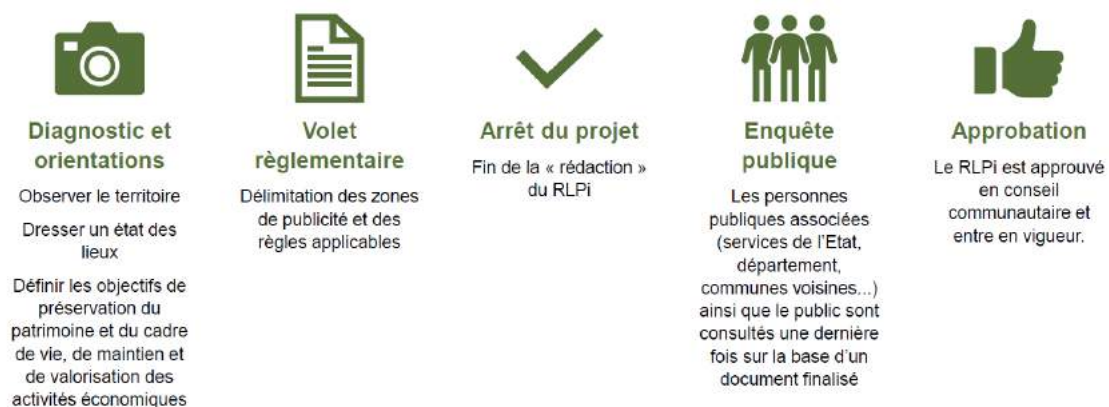 Diagnostic et
orientations
Observer le territoire
Dresser un état des
lieux
Définir les objectifs de
préservation du
patrimoine et du cadre
de vie, de maintien et
de valorisation des
activités économiques
Volet
règlementaire
Délimitation des zones
de publicité et des
règles applicables
Arrêt du projet
Fin de la « rédaction »
du RLPi
Enquête
publique
Les personnes
publiques associées
(services de l'Etat,
département,
communes voisines...)
ainsi que le public sont
consultés une dernière
fois sur la base d'un
document finalisé
Approbation
Le RLPi est approuvé
en conseil
communautaire et
entre en vigueur.